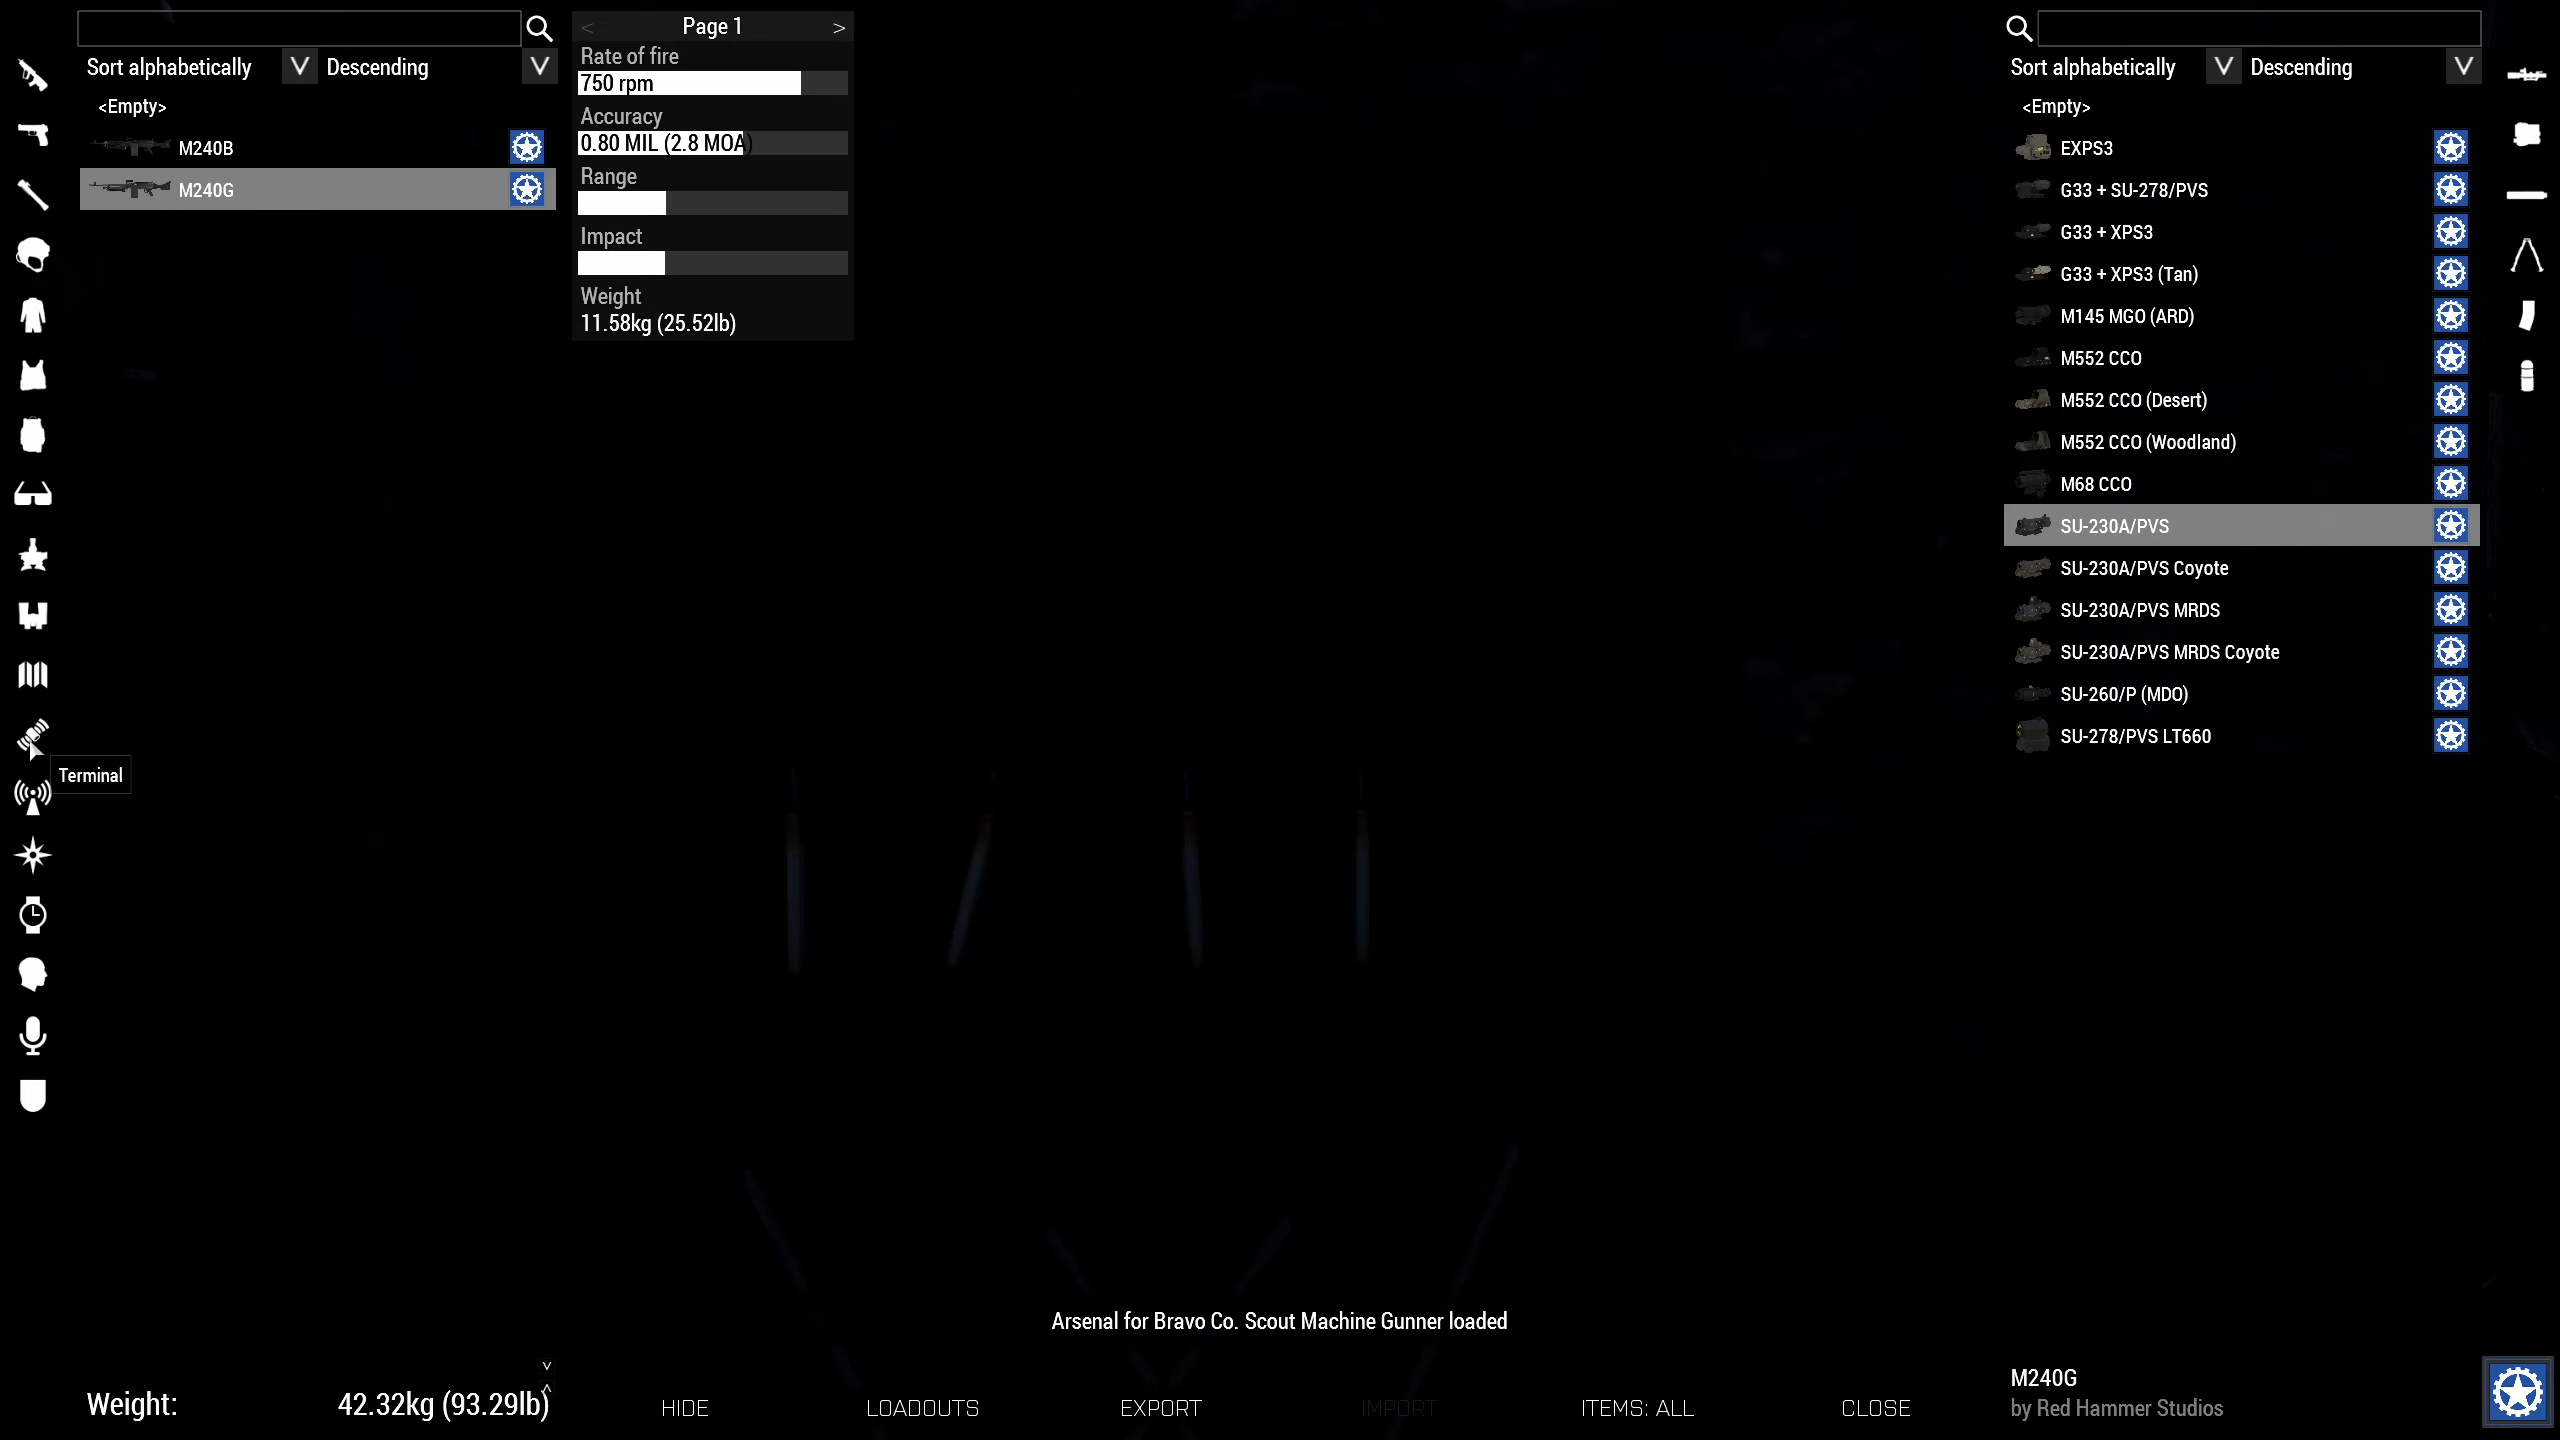 Sort alphabetically V Descending V
<Empty>
M240B
M240G
Terminal
< Page 1 >
Rate of fire
750 rpm
Accuracy
0.80 MIL (2.8 MOA)
Range
Impact
Weight
11.58kg (25.52lb)
Sort alphabetically V Descending V
<Empty>
EXPS3
G33 + SU-278/PVS
G33 + XPS3
G33 + XPS3 (Tan)
M145 MGO (ARD)
M552 CCO
M552 CCO (Desert)
M552 CCO (Woodland)
M68 CCO
SU-230A/PVS
SU-230A/PVS Coyote
SU-230A/PVS MRDS
SU-230A/PVS MRDS Coyote
SU-260/P (MDO)
SU-278/PVS LT660
Arsenal for Bravo Co. Scout Machine Gunner loaded
Weight: 42.32kg (93.29lb)
HIDE LOADOUTS EXPORT IMPORT ITEMS: ALL CLOSE
M240G
by Red Hammer Studios